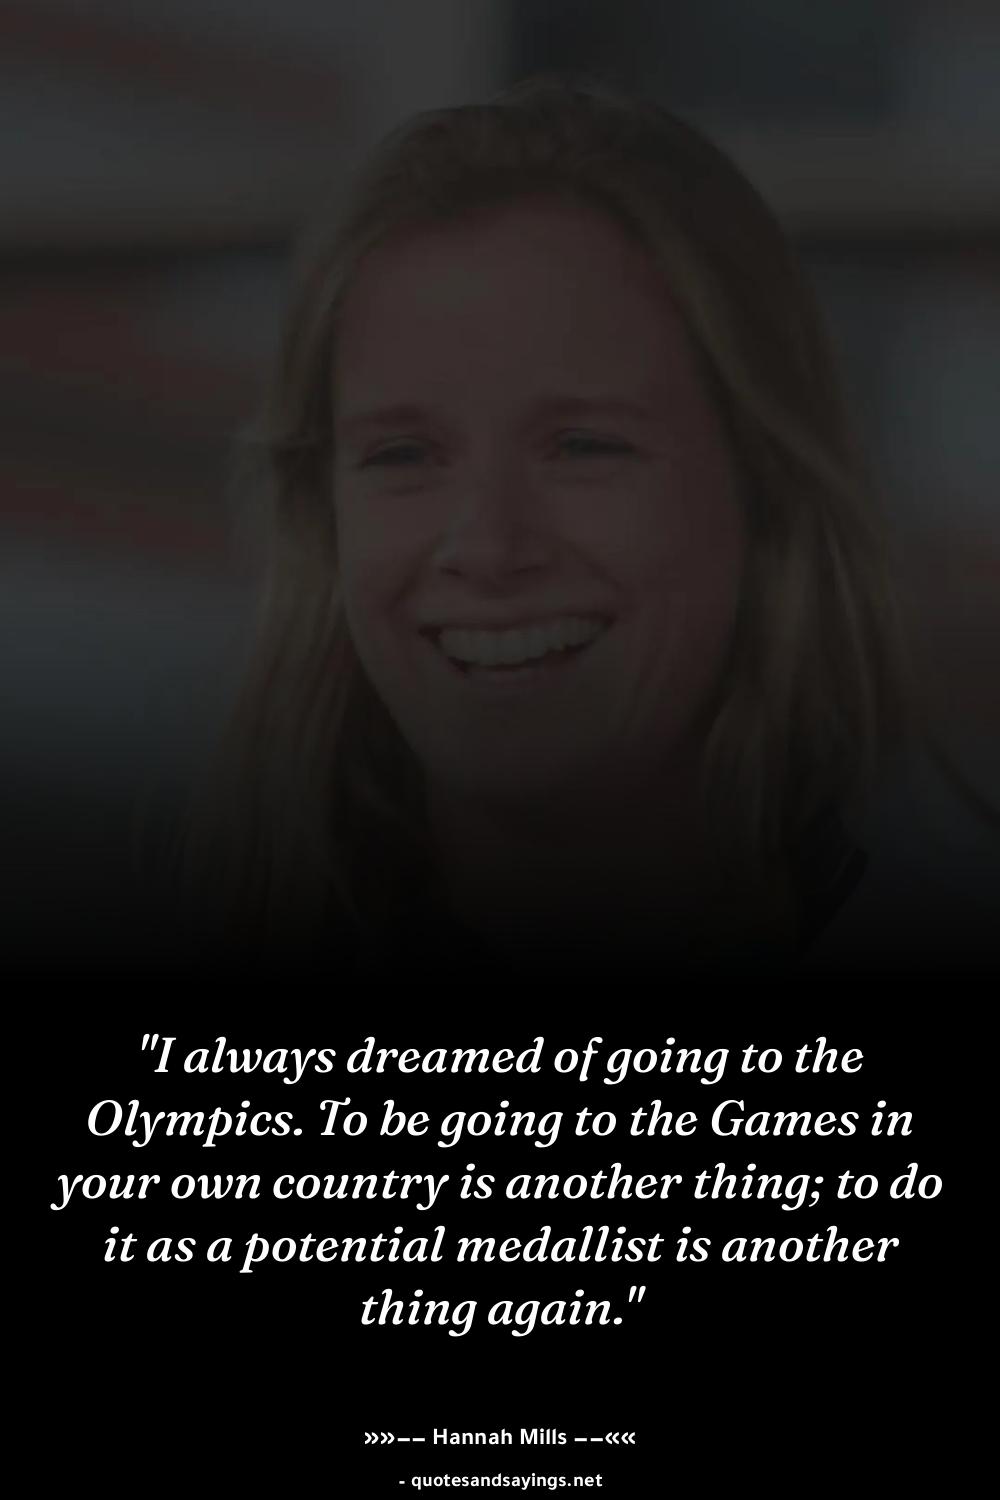 "I always dreamed of going to the
Olympics. To be going to the Games in
your own country is another thing; to do
it as a potential medallist is another
thing again."
»»−− Hannah Mills −−««
- quotesandsayings.net